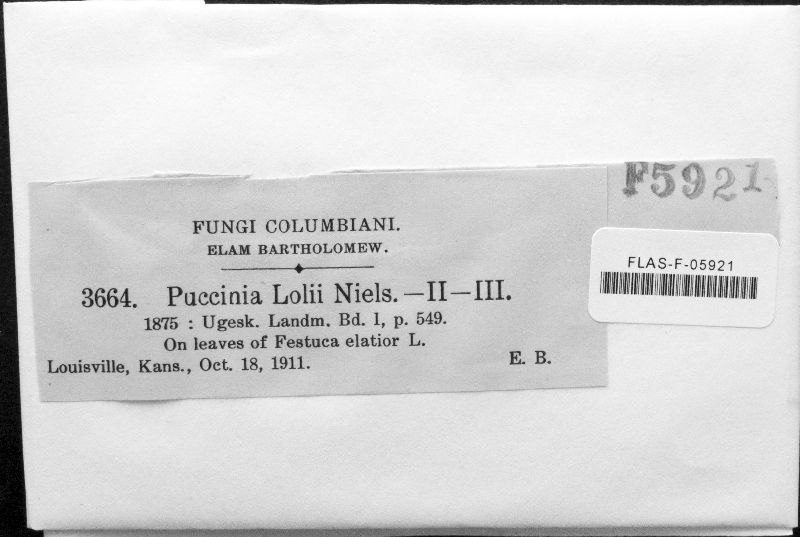 F5921
FLAS-F-05921
FUNGI COLUMBIANI.
ELAM BARTHOLOMEW.
3664. Puccinia Lolii Niels.—II—III.
1875 : Ugesk. Landm. Bd. 1, p. 549.
On leaves of Festuca elatior L.
Louisville, Kans., Oct. 18, 1911. E. B.